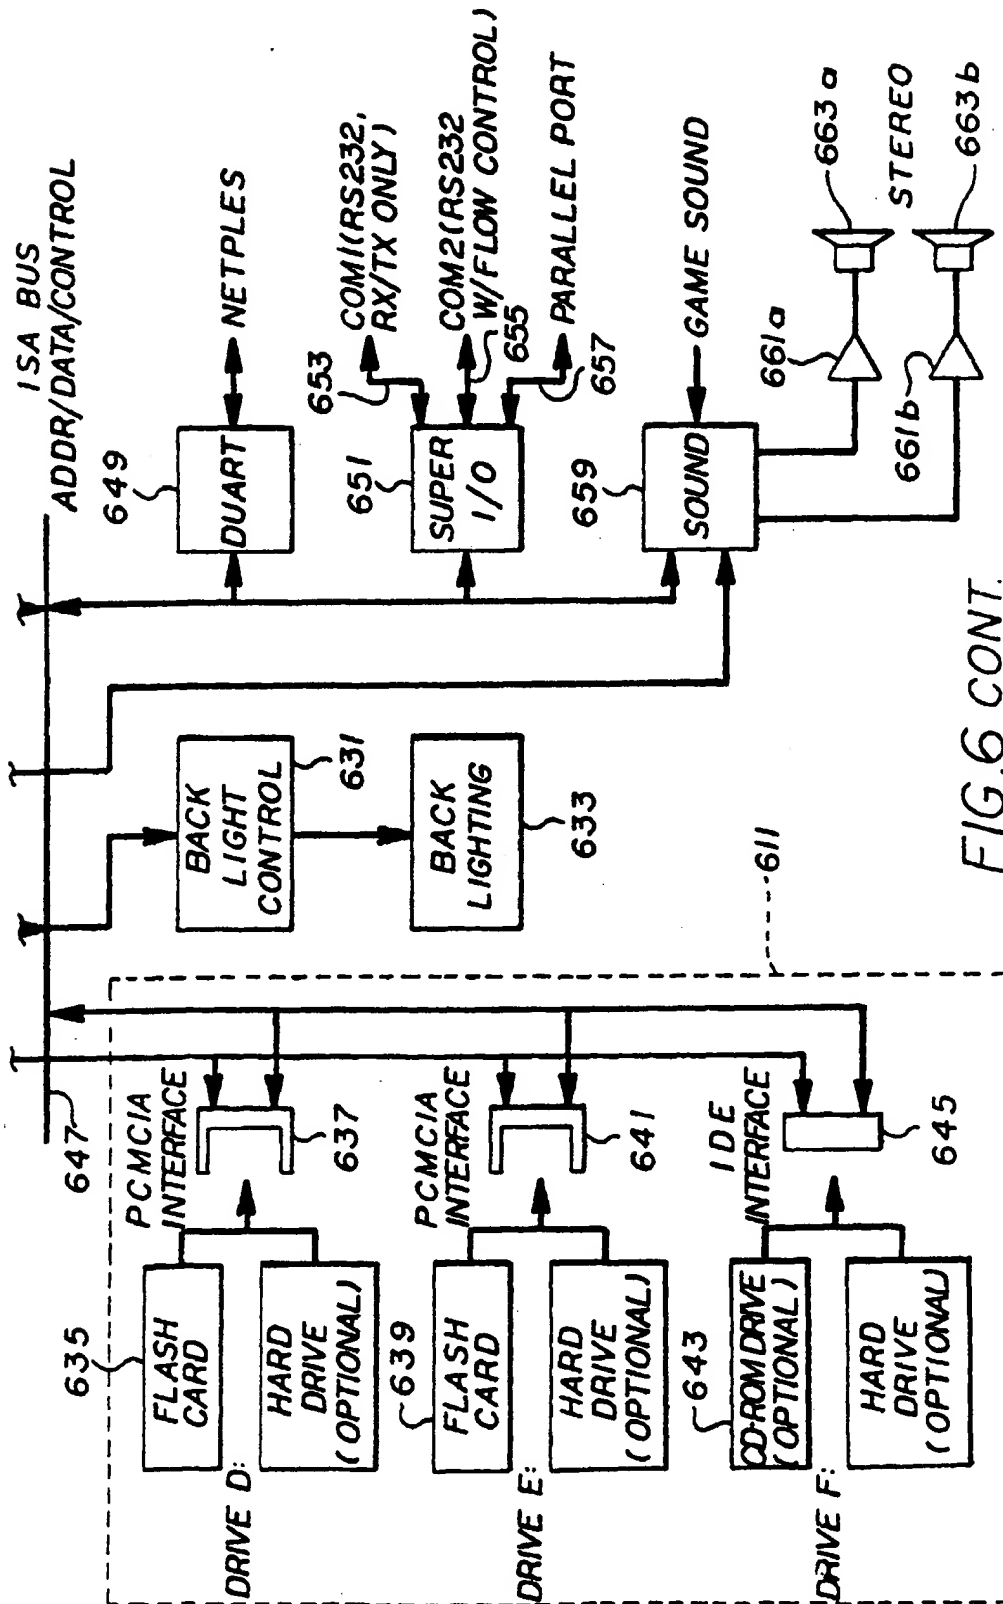 ISA BUS
ADDR/DATA/CONTROL
647
649
DUART
NETPLES
651
SUPER
I/O
653
COM1(RS232,
RX/TX ONLY)
COM2(RS232
W/FLOW CONTROL)
655
PARALLEL PORT
657
659
SOUND
GAME SOUND
661a
661b
663a
STEREO
663b
BACK
LIGHT
CONTROL
631
BACK
LIGHTING
633
611
635
FLASH
CARD
HARD
DRIVE
(OPTIONAL)
DRIVE D:
PCMCIA
INTERFACE
637
639
FLASH
CARD
HARD
DRIVE
(OPTIONAL)
DRIVE E:
PCMCIA
INTERFACE
641
643
CD-ROM DRIVE
(OPTIONAL)
HARD
DRIVE
(OPTIONAL)
DRIVE F:
IDE
INTERFACE
645
FIG.6 CONT.